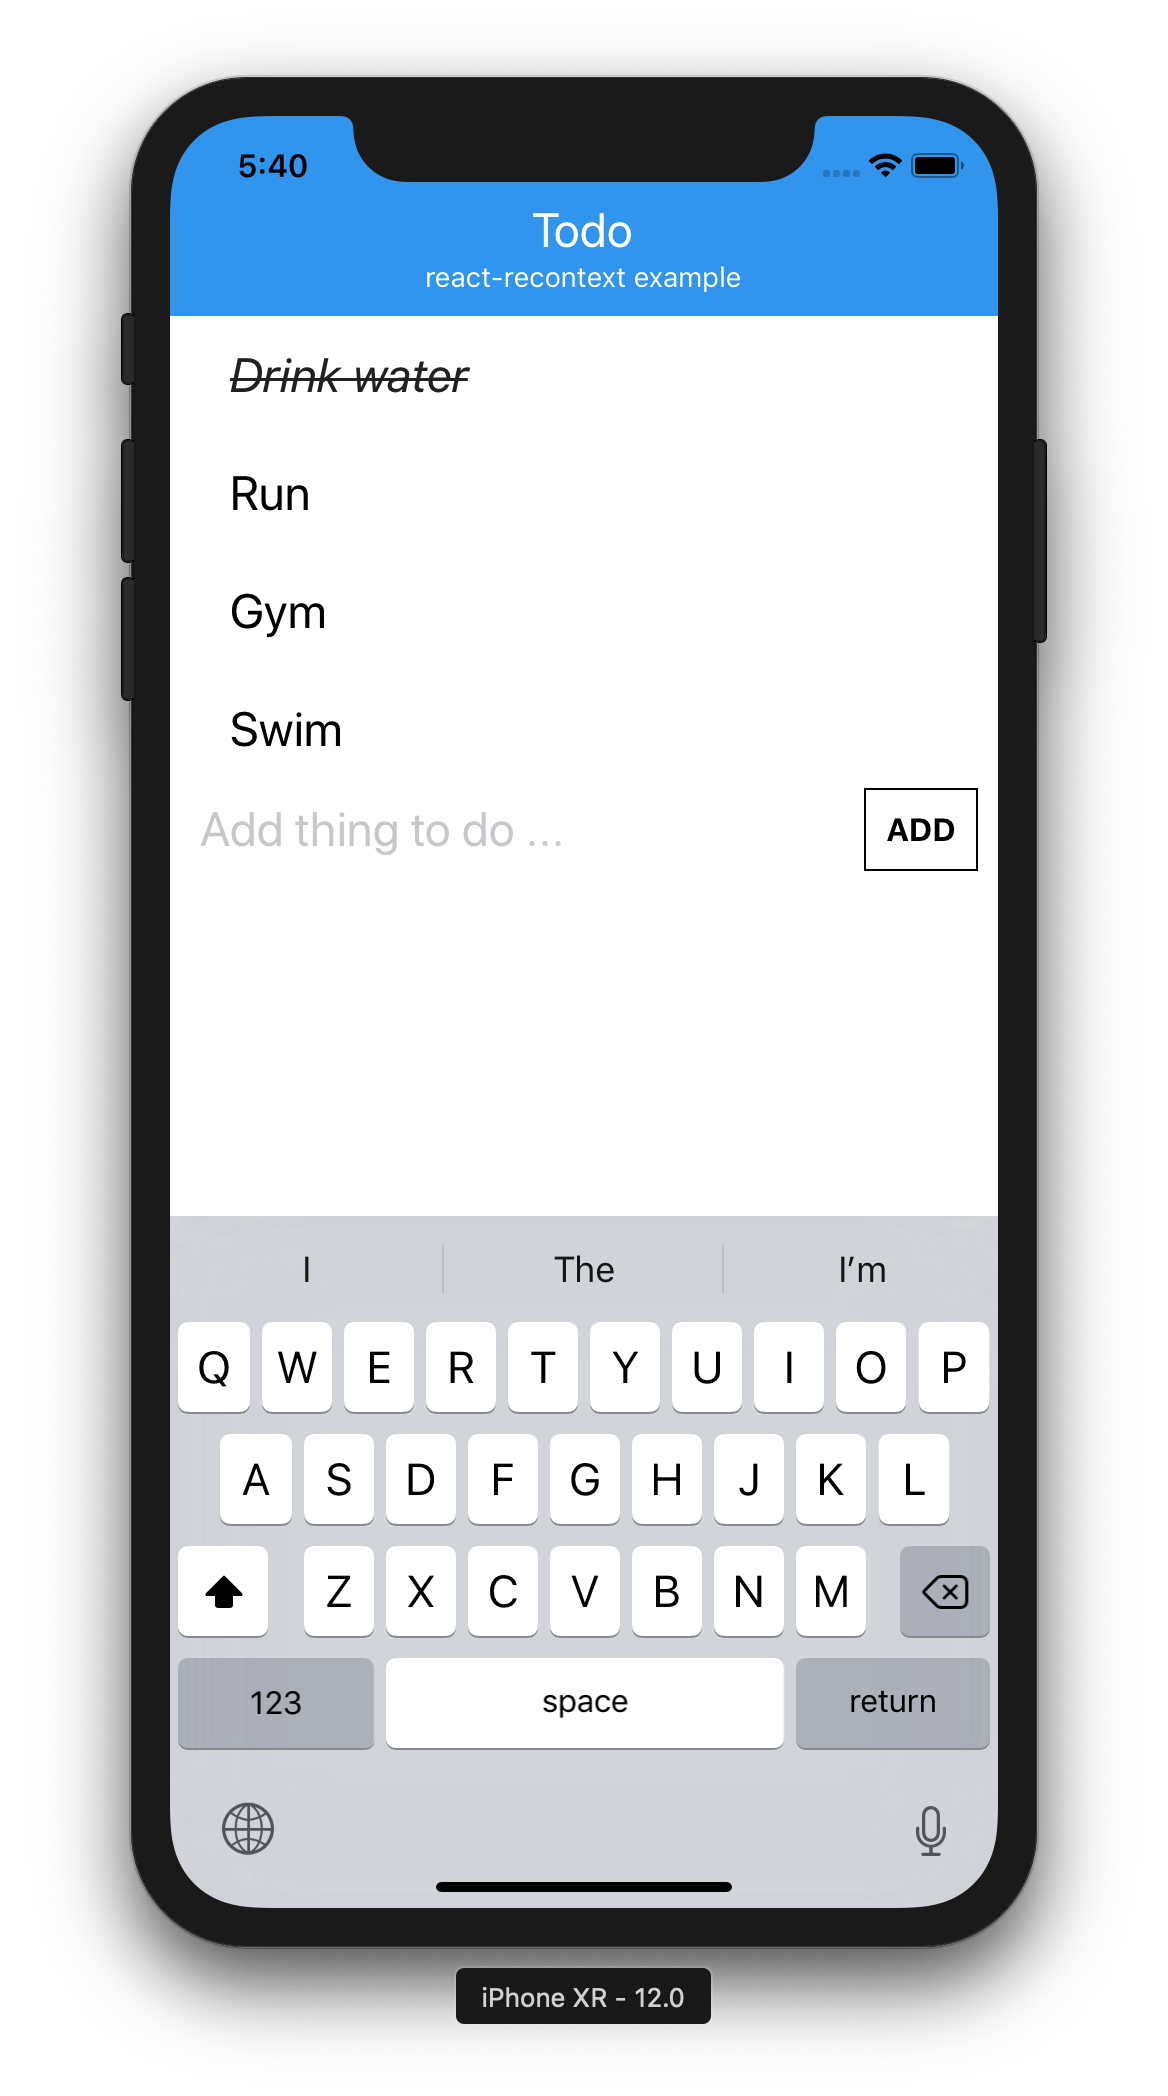 5:40
Todo
react-recontext example
Drink water
Run
Gym
Swim
Add thing to do ...
ADD
I The I'm
Q W E R T Y U I O P
A S D F G H J K L
Z X C V B N M
123 space return
iPhone XR - 12.0